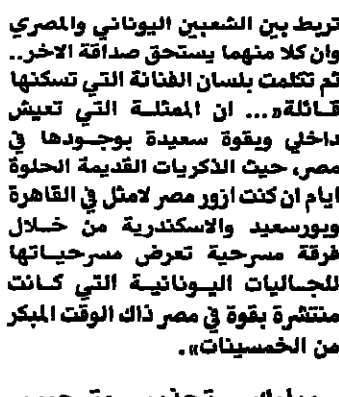 تربط بين الشعبين اليوناني والمصري
وان كلا منهما يستحق صداقة الاخر..
ثم تكلمت بلسان الفنانة التي تسكنها
قائلة«... ان الممثلة التي تعيش
داخلي وبقوة سعيدة بوجودها في
مصر، حيث الذكريات القديمة الحلوة
ايام ان كنت ازور مصر لامثل في القاهرة
وبورسعيد والاسكندرية من خلال
فرقة مسرحية تعرض مسرحياتها
للجاليات اليونانية التي كانت
منتشرة بقوة في مصر ذاك الوقت المبكر
من الخمسينات».